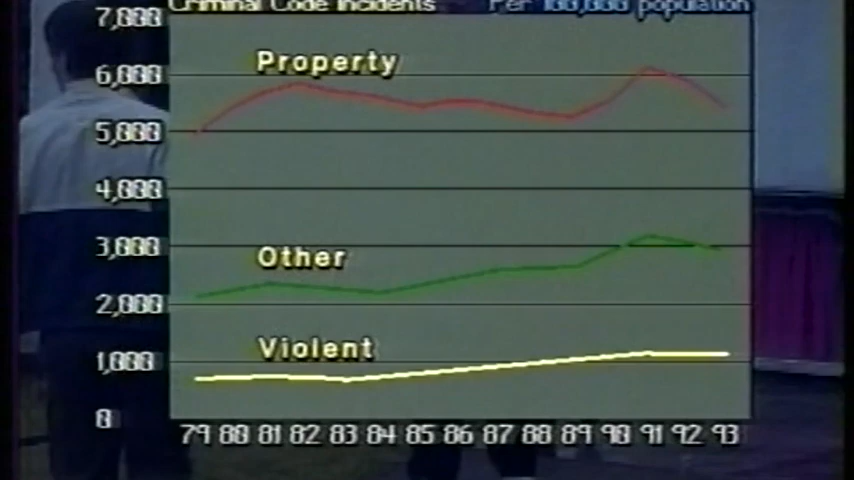 Criminal Code Incidents Per 100,000 population
7,000
6,000
Property
5,000
4,000
3,000
Other
2,000
Violent
1,000
0
79 80 81 82 83 84 85 86 87 88 89 90 91 92 93